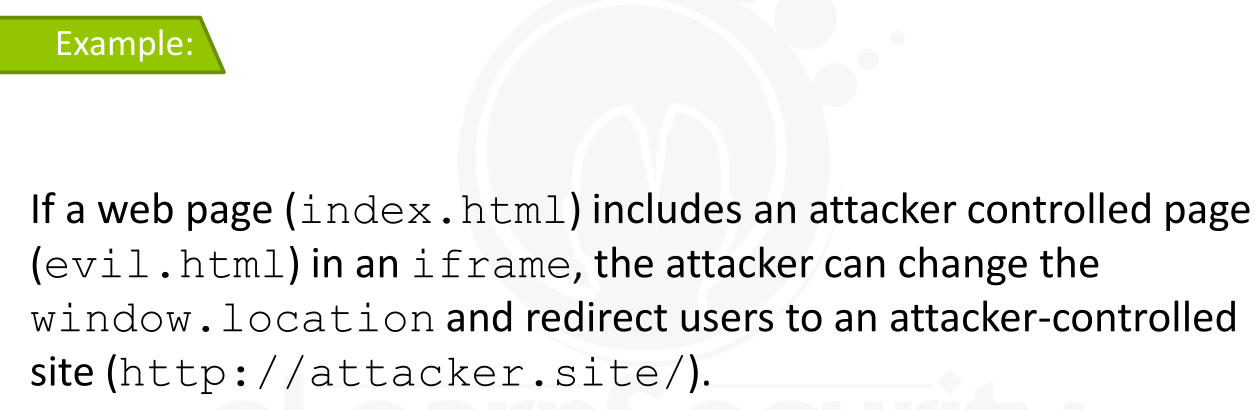 Example:
If a web page (index.html) includes an attacker controlled page
(evil.html) in an iframe, the attacker can change the
window.location and redirect users to an attacker-controlled
site (http://attacker.site/).